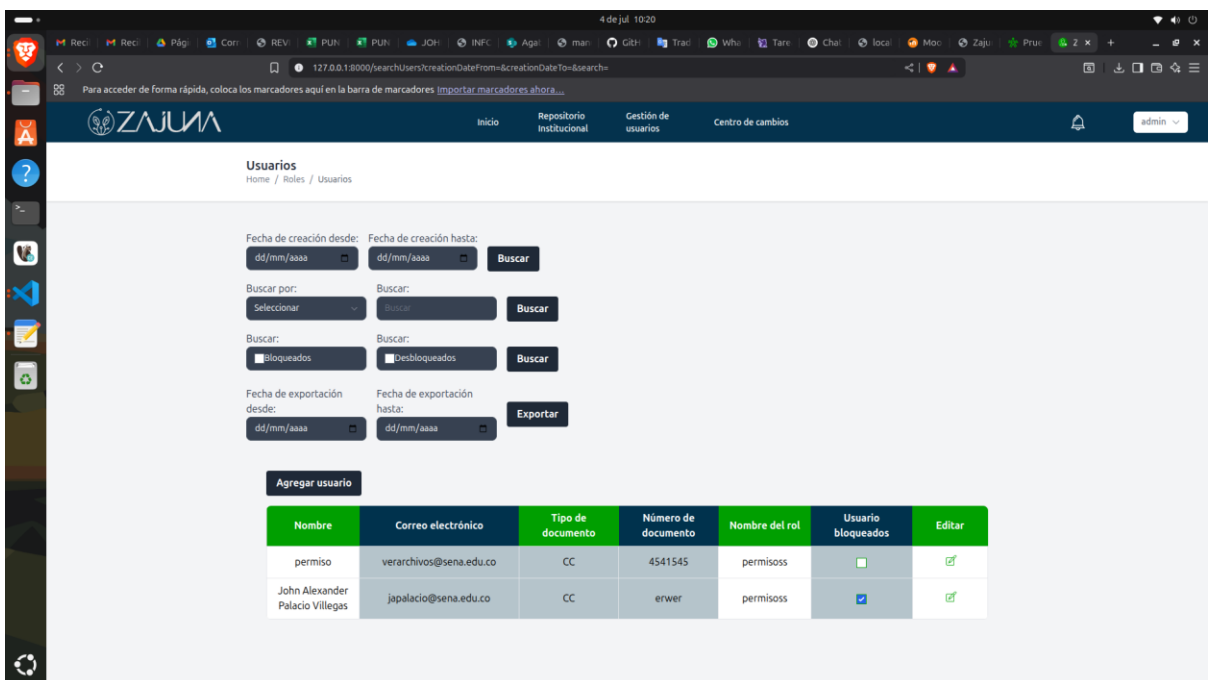 4 de jul 10:20
127.0.0.1:8000/searchUsers?creationDateFrom=&creationDateTo=&search=
Para acceder de forma rápida, coloca los marcadores aquí en la barra de marcadores Importar marcadores ahora...
ZAJUNA
Inicio
Repositorio Institucional
Gestión de usuarios
Centro de cambios
admin
Usuarios
Home / Roles / Usuarios
Fecha de creación desde: Fecha de creación hasta:
dd/mm/aaaa dd/mm/aaaa Buscar
Buscar por: Buscar:
Seleccionar Buscar Buscar
Buscar: Buscar:
Bloqueados Desbloqueados Buscar
Fecha de exportación desde: Fecha de exportación hasta:
dd/mm/aaaa dd/mm/aaaa Exportar
Agregar usuario
Nombre Correo electrónico Tipo de documento Número de documento Nombre del rol Usuario bloqueados Editar
permiso verarchivos@sena.edu.co CC 4541545 permisoss
John Alexander Palacio Villegas japalacio@sena.edu.co CC erwer permisoss